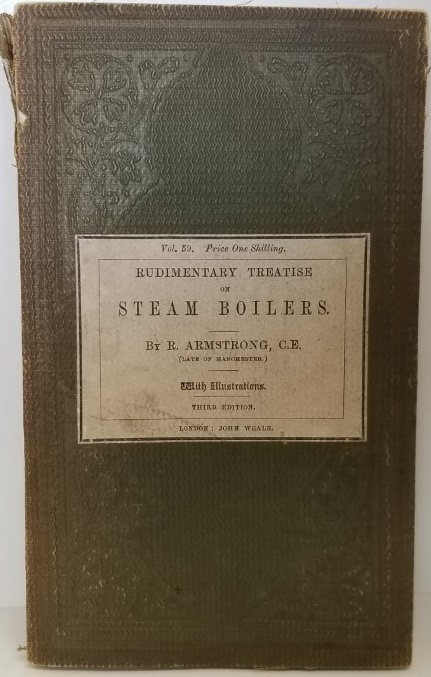 Vol. 59. Price One Shilling.
RUDIMENTARY TREATISE
ON
STEAM BOILERS.
BY R. ARMSTRONG, C.E.
(LATE OF MANCHESTER)
With Illustrations.
THIRD EDITION.
LONDON: JOHN WEALE.